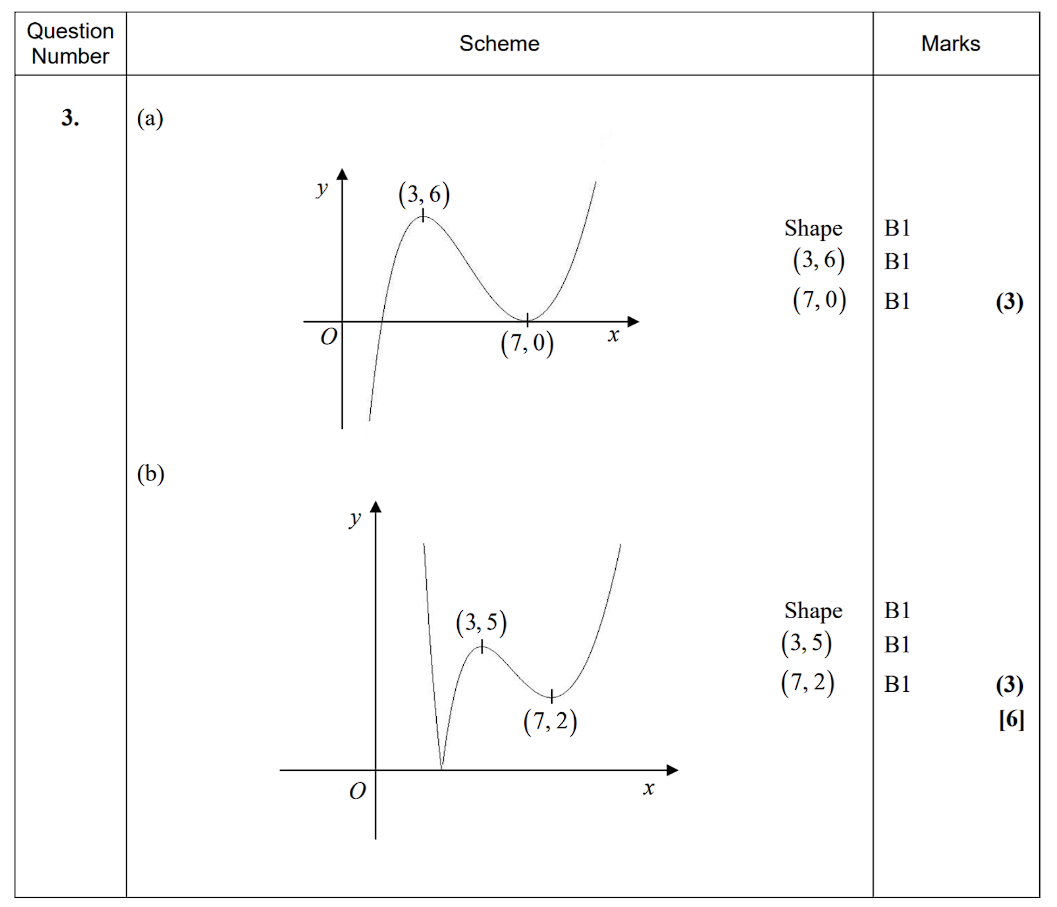 Question Number
Scheme
Marks
3.
(a)
y
(3, 6)
O
(7, 0)
x
Shape B1
(3, 6) B1
(7, 0) B1 (3)
(b)
y
(3, 5)
(7, 2)
O
x
Shape B1
(3, 5) B1
(7, 2) B1 (3)
[6]